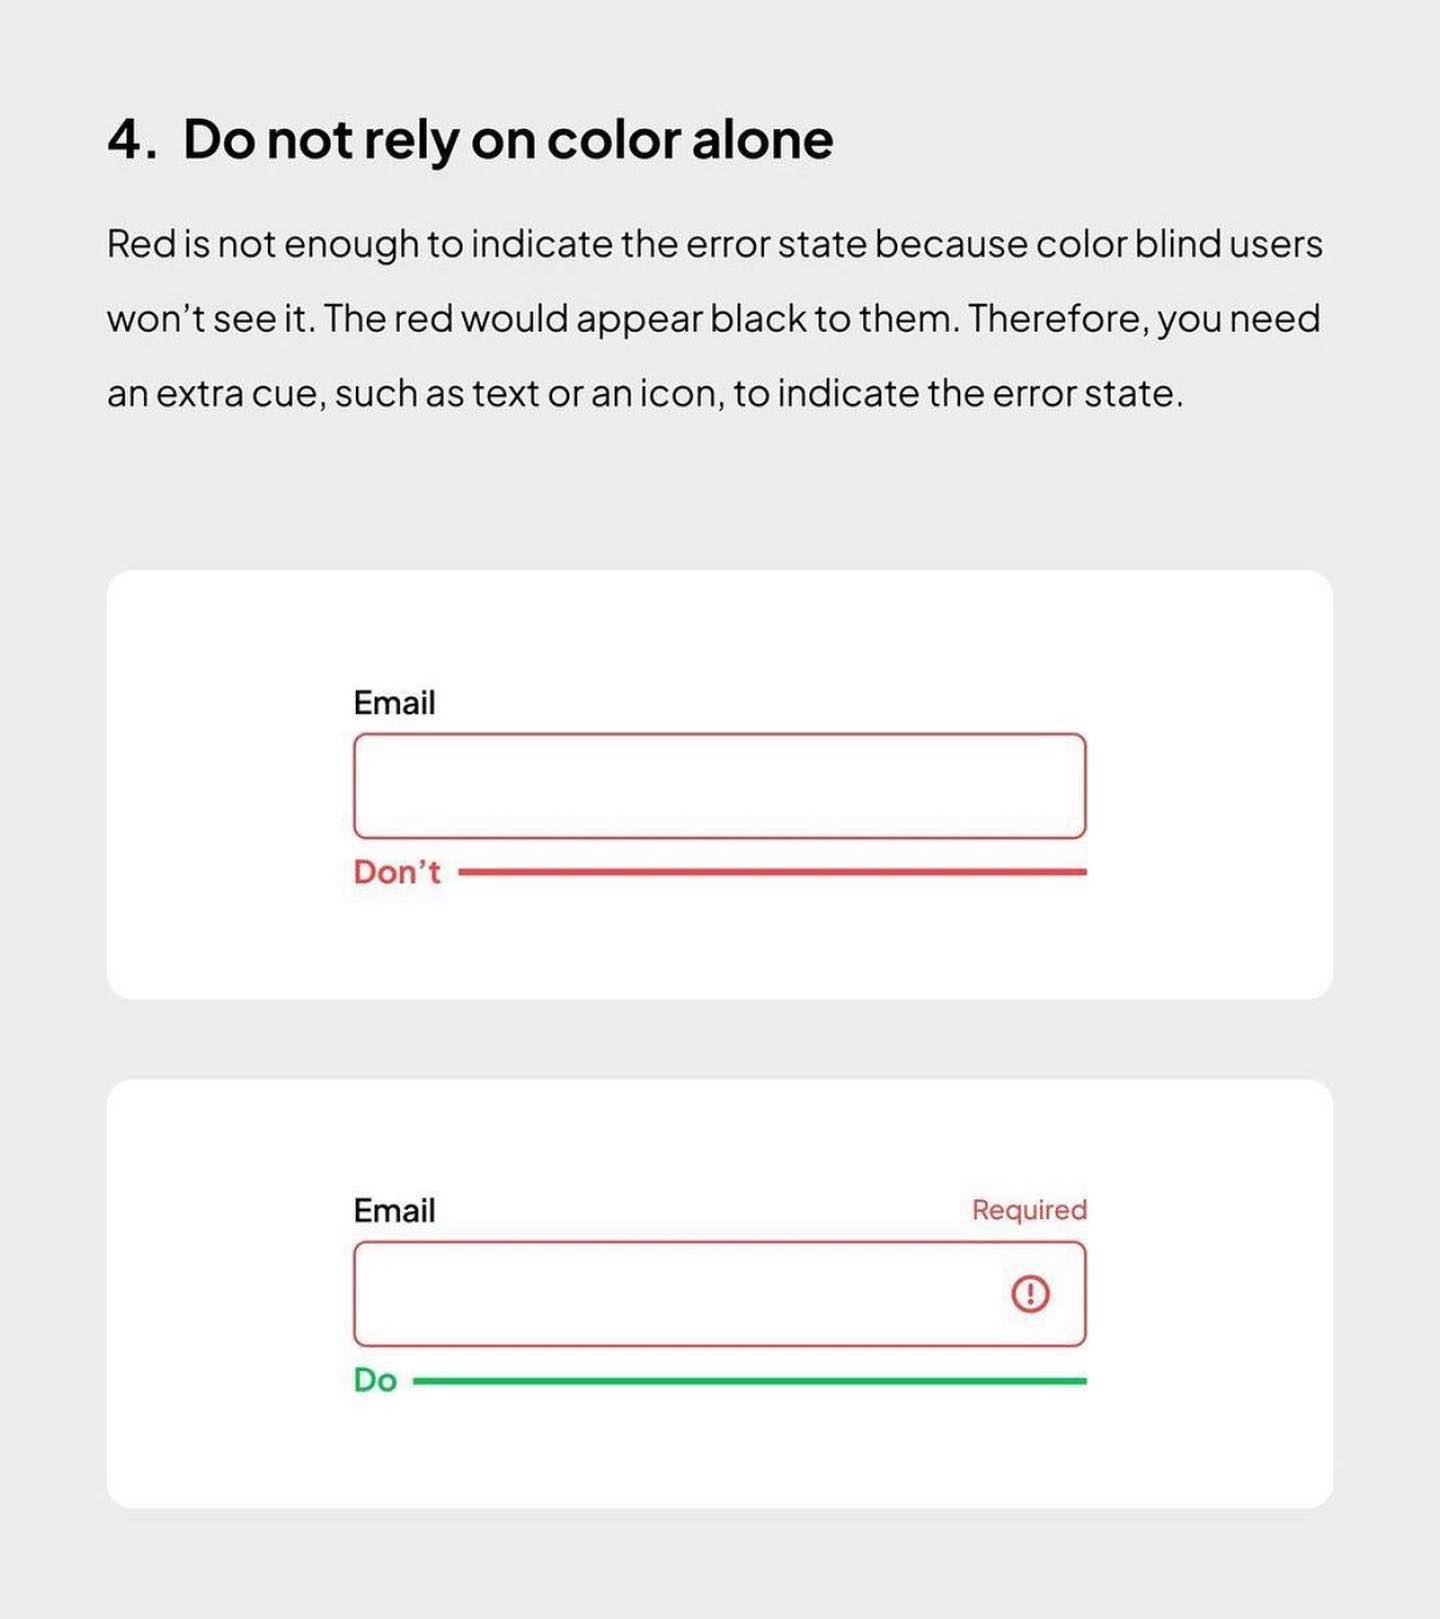 4. Do not rely on color alone
Red is not enough to indicate the error state because color blind users
won’t see it. The red would appear black to them. Therefore, you need
an extra cue, such as text or an icon, to indicate the error state.
Email
Don’t
Email Required
!
Do